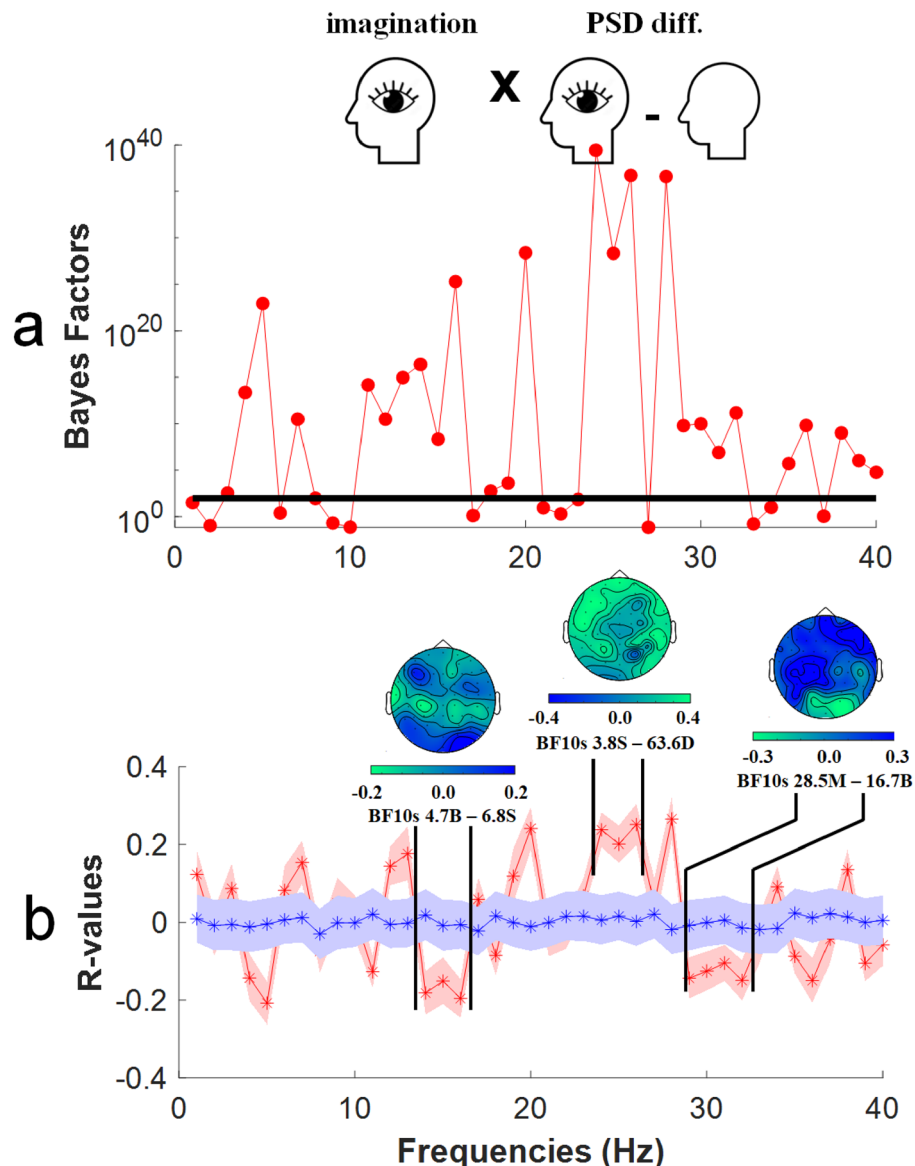 imagination PSD diff.
x
-
10^40
10^20
10^0
Bayes Factors
a
0 10 20 30 40
-0.4 0.0 0.4
BF10s 3.8S – 63.6D
-0.2 0.0 0.2
BF10s 4.7B – 6.8S
-0.3 0.0 0.3
BF10s 28.5M – 16.7B
0.4
0.2
0
-0.2
-0.4
R-values
b
0 10 20 30 40
Frequencies (Hz)